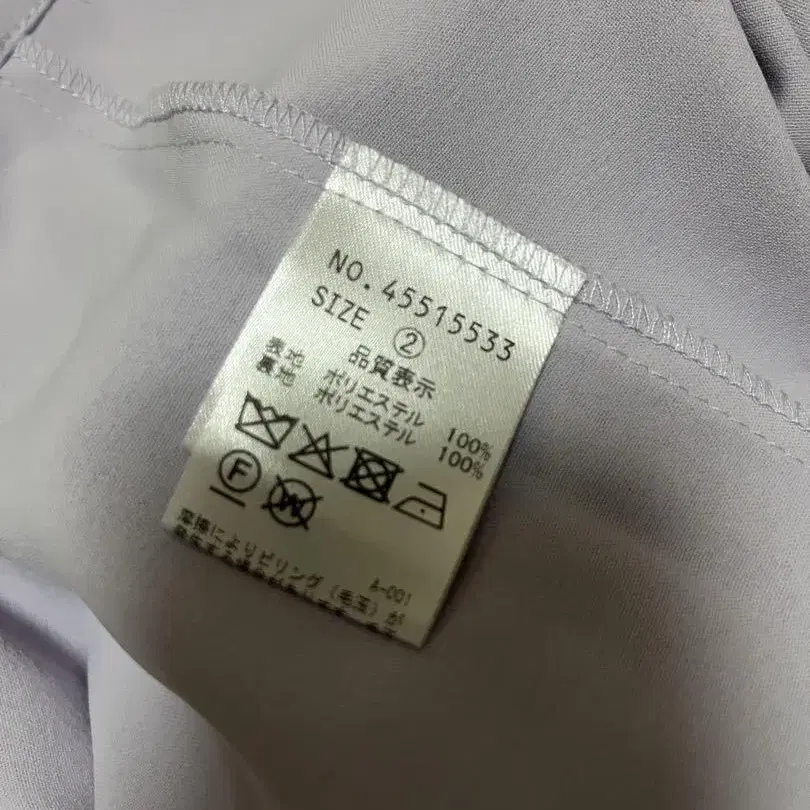 NO.45515533
SIZE ②
品質表示
表地 ポリエステル 100%
裏地 ポリエステル 100%
F
W
A-001
摩擦によりピリング(毛玉)が